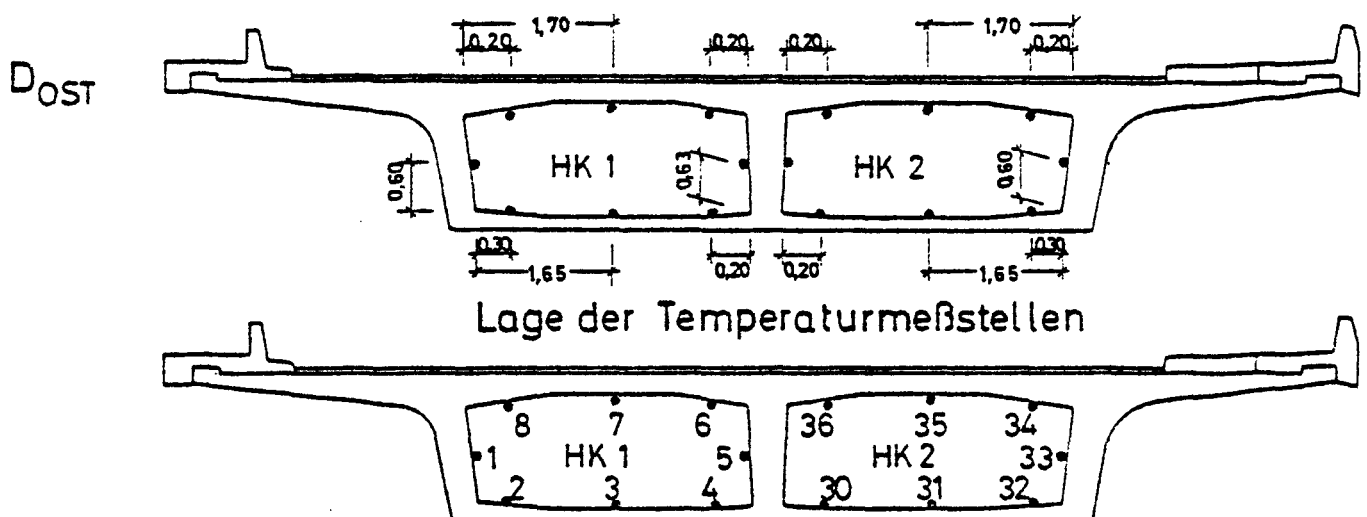 1,70 1,70
0,20 0,20 0,20 0,20
DOST
HK 1 HK 2
0,60 0,63 0,60
0,30 0,20 0,20 0,30
1,65 1,65
Lage der Temperaturmeßstellen
8 7 6 36 35 34
1 HK 1 5 HK 2 33
2 3 4 30 31 32